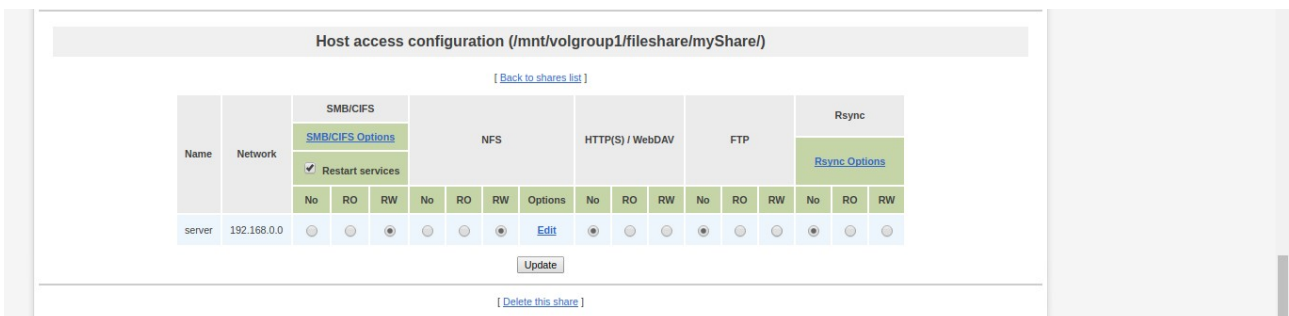 Host access configuration (/mnt/volgroup1/fileshare/myShare/)
[ Back to shares list ]
Name Network SMB/CIFS NFS HTTP(S) / WebDAV FTP Rsync
SMB/CIFS Options
Rsync Options
Restart services
No RO RW No RO RW Options No RO RW No RO RW No RO RW
server 192.168.0.0 Edit
Update
[ Delete this share ]